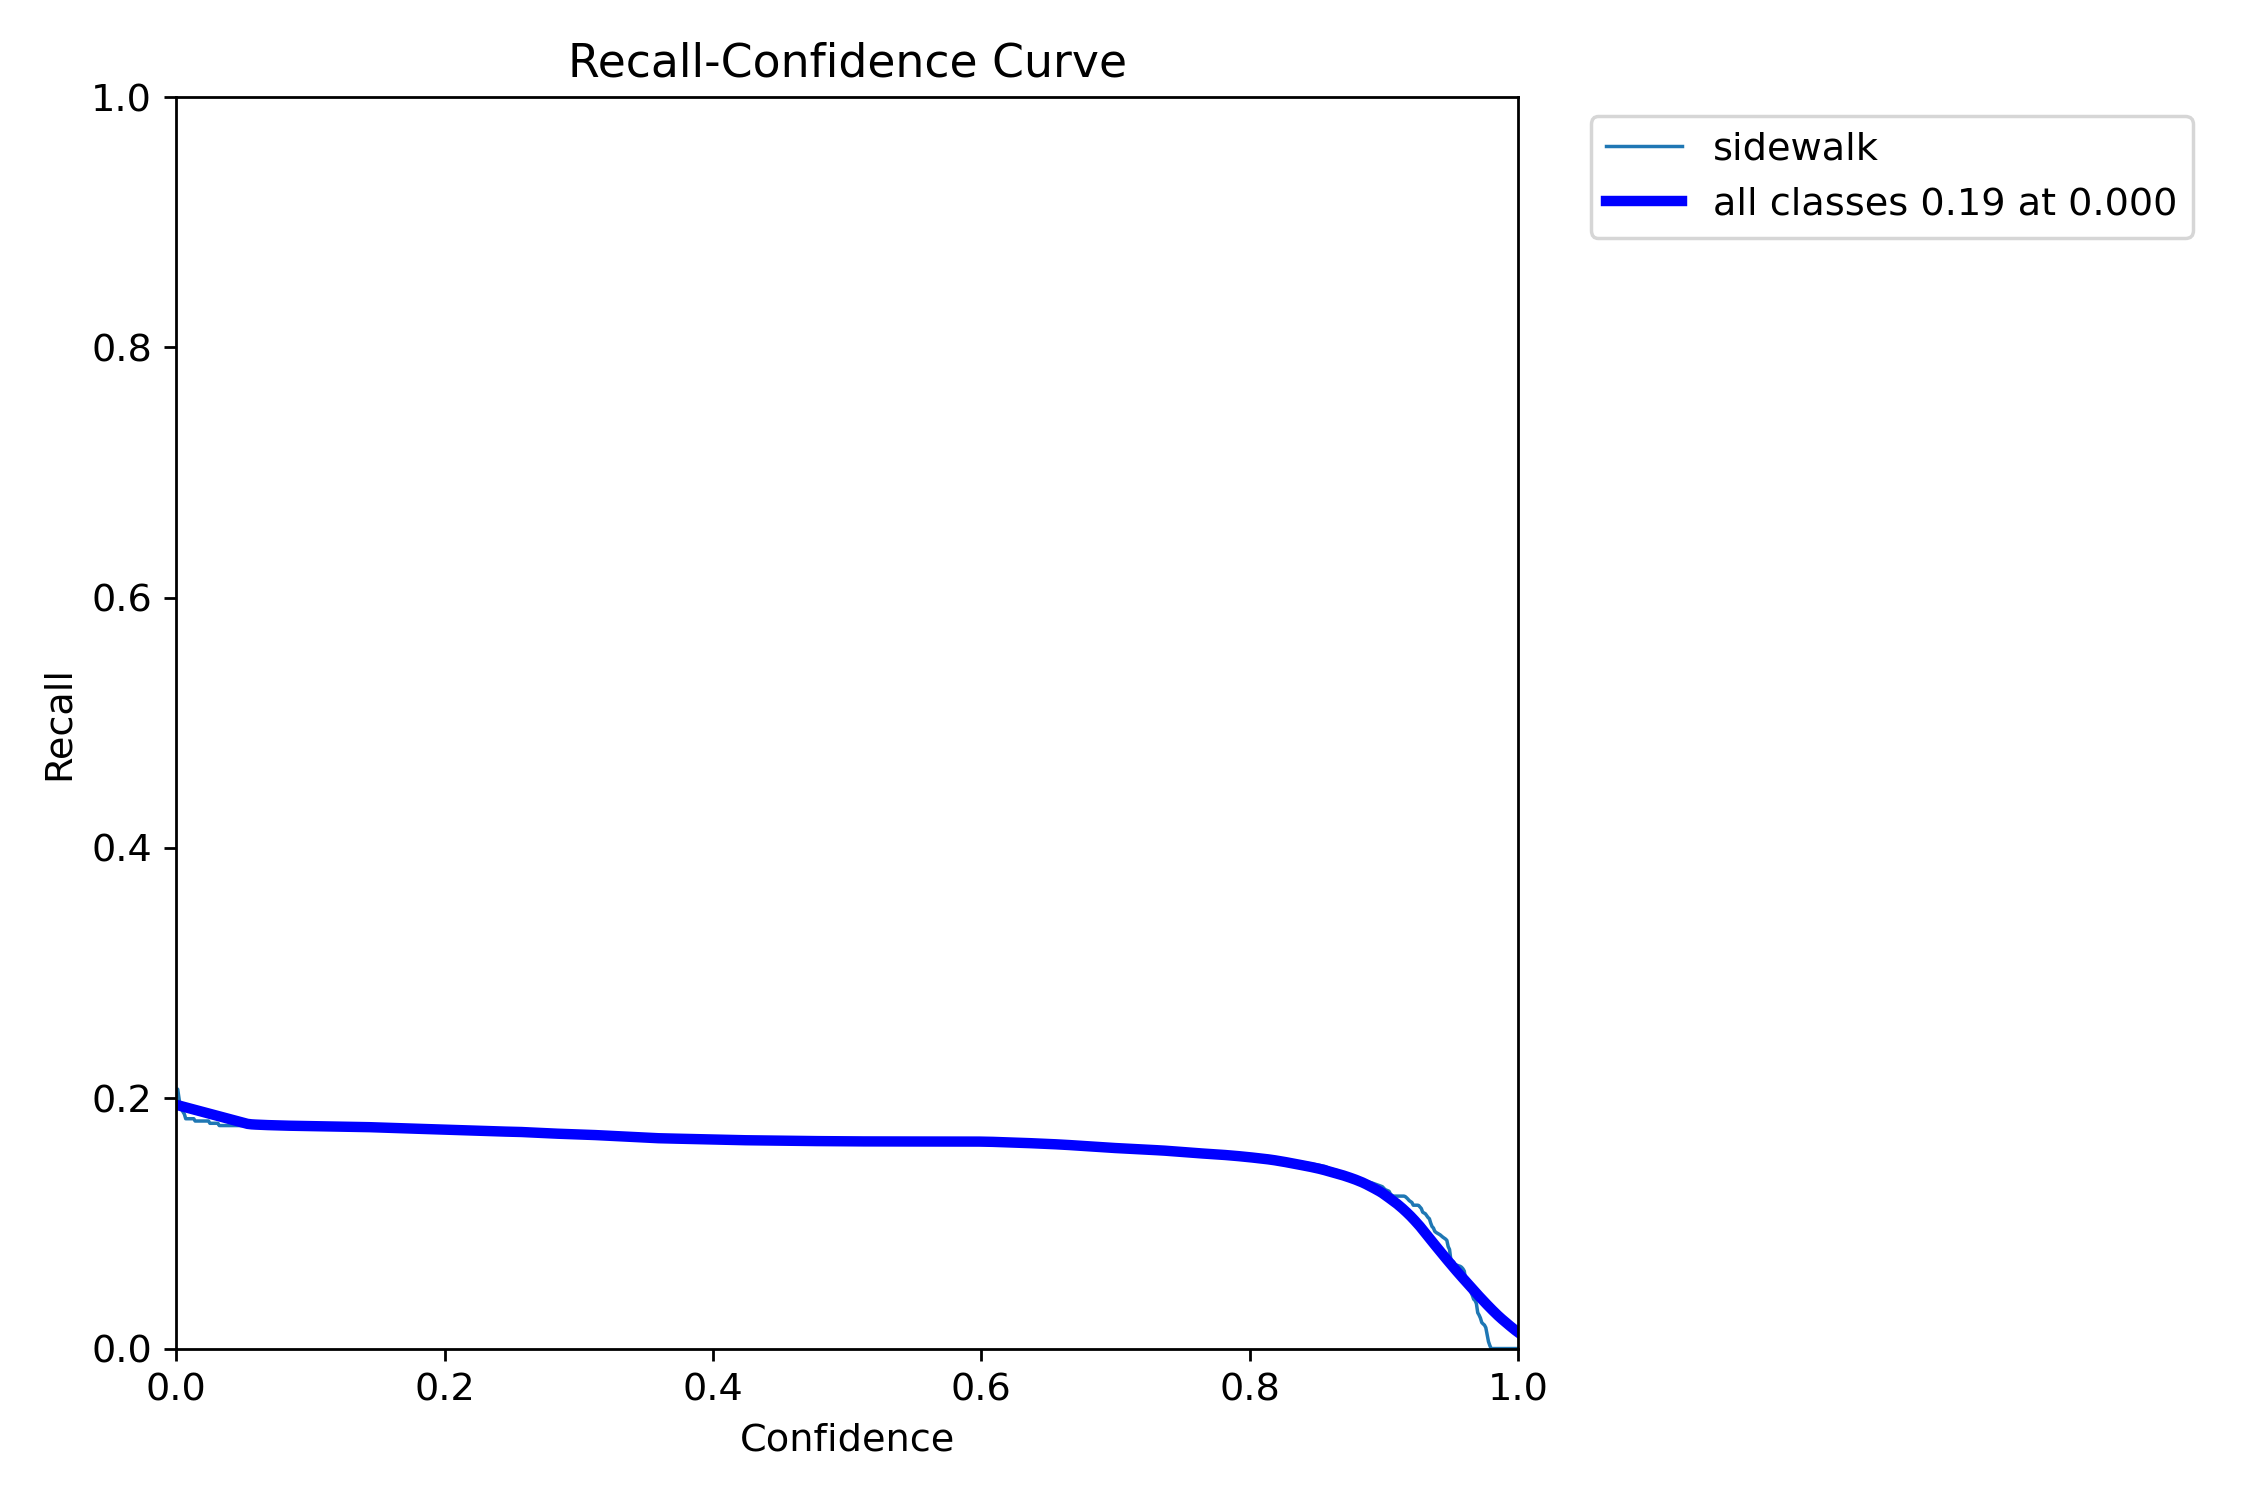 Recall-Confidence Curve
1.0
0.8
0.6
0.4
0.2
0.0
Recall
0.0 0.2 0.4 0.6 0.8 1.0
Confidence
sidewalk
all classes 0.19 at 0.000